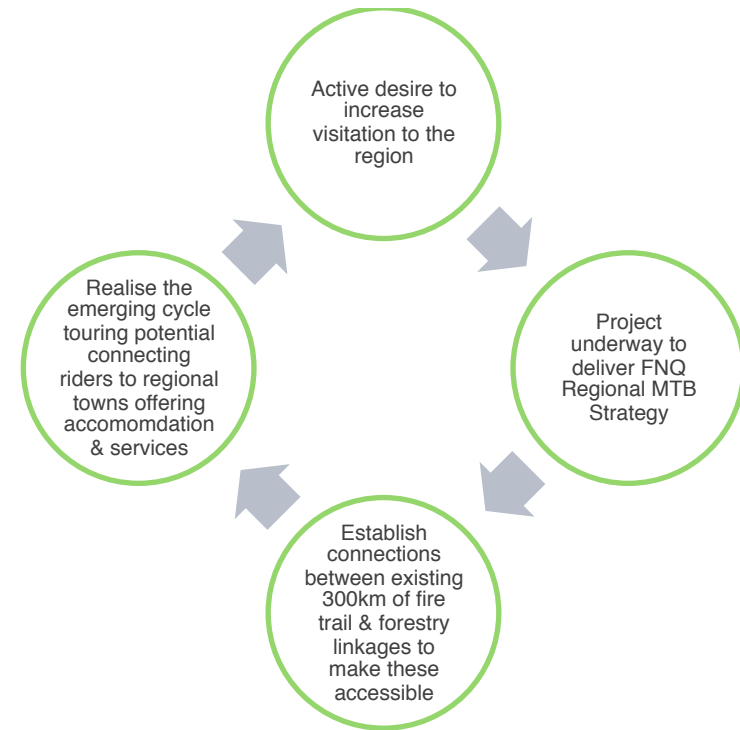 Active desire to
increase
visitation to the
region
Project
underway to
deliver FNQ
Regional MTB
Strategy
Establish
connections
between existing
300km of fire
trail & forestry
linkages to
make these
accessible
Realise the
emerging cycle
touring potential
connecting
riders to regional
towns offering
accomomdation
& services